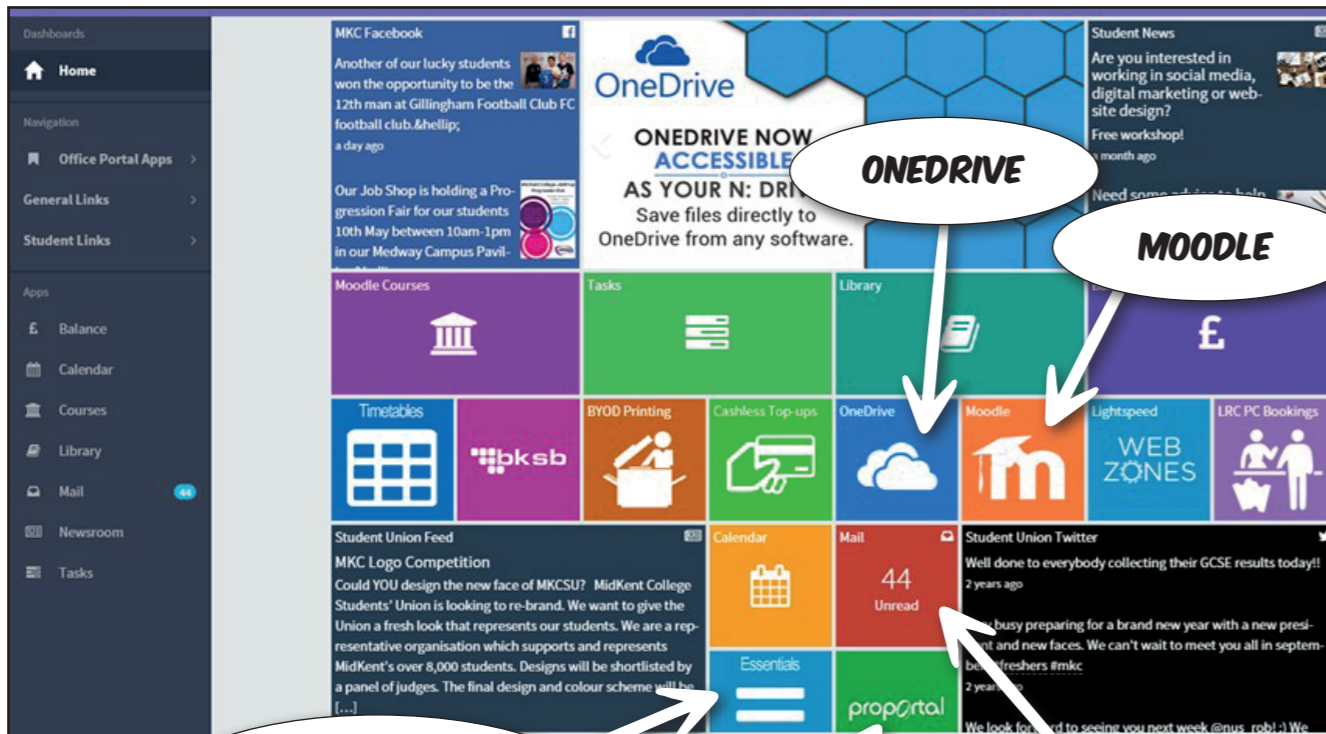 Dashboards
Home
Navigation
Office Portal Apps
General Links
Student Links
Apps
£ Balance
Calendar
Courses
Library
Mail 44
Newsroom
Tasks
MKC Facebook
Another of our lucky students
won the opportunity to be the
12th man at Gillingham Football Club FC
football club.&hellip;
a day ago
Our Job Shop is holding a Pro-
gression Fair for our students
10th May between 10am-1pm
in our Medway Campus Pavil-
OneDrive
ONEDRIVE NOW
ACCESSIBLE
AS YOUR N:
Save files directly to
OneDrive from any software.
Student News
Are you interested in
working in social media,
digital marketing or web-
site design?
Free workshop!
month ago
Need some advice to help
ONEDRIVE
MOODLE
Moodle Courses
Tasks
Library
£
Timetables
bksb
BYOD Printing
Cashless Top-ups
OneDrive
Moodle
m
Lightspeed
WEB
ZONES
LRC PC Bookings
Student Union Feed
MKC Logo Competition
Could YOU design the new face of MKCSU? MidKent College
Students' Union is looking to re-brand. We want to give the
Union a fresh look that represents our students. We are a rep-
resentative organisation which supports and represents
MidKent's over 8,000 students. Designs will be shortlisted by
a panel of judges. The final design and colour scheme will be
[...]
Calendar
Mail
44
Unread
Essentials
proportal
Student Union Twitter
Well done to everybody collecting their GCSE results today!!
2 years ago
busy preparing for a brand new year with a new presi-
and new faces. We can't wait to meet you all in septem-
#freshers #mkc
2 years ago
We look forward to seeing you next week @nus_rob! :) We